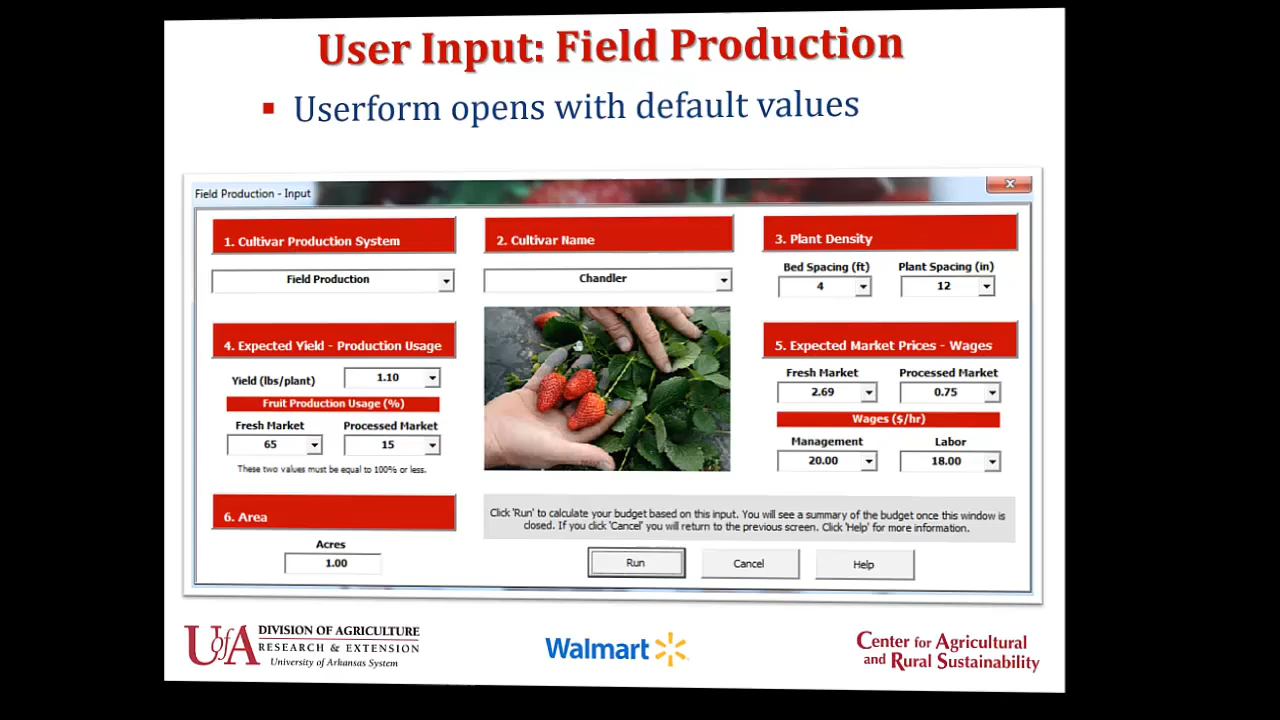 User Input: Field Production
Userform opens with default values
Field Production - Input
1. Cultivar Production System
Field Production
2. Cultivar Name
Chandler
3. Plant Density
Bed Spacing (ft) Plant Spacing (in)
4 12
4. Expected Yield - Production Usage
Yield (lbs/plant) 1.10
Fruit Production Usage (%)
Fresh Market Processed Market
65 15
These two values must be equal to 100% or less.
5. Expected Market Prices - Wages
Fresh Market Processed Market
2.69 0.75
Wages ($/hr)
Management Labor
20.00 18.00
6. Area
Acres
1.00
Click 'Run' to calculate your budget based on this input. You will see a summary of the budget once this window is
closed. If you click 'Cancel' you will return to the previous screen. Click 'Help' for more information.
Run Cancel Help
UofA DIVISION OF AGRICULTURE
RESEARCH & EXTENSION
University of Arkansas System
Walmart
Center for Agricultural
and Rural Sustainability